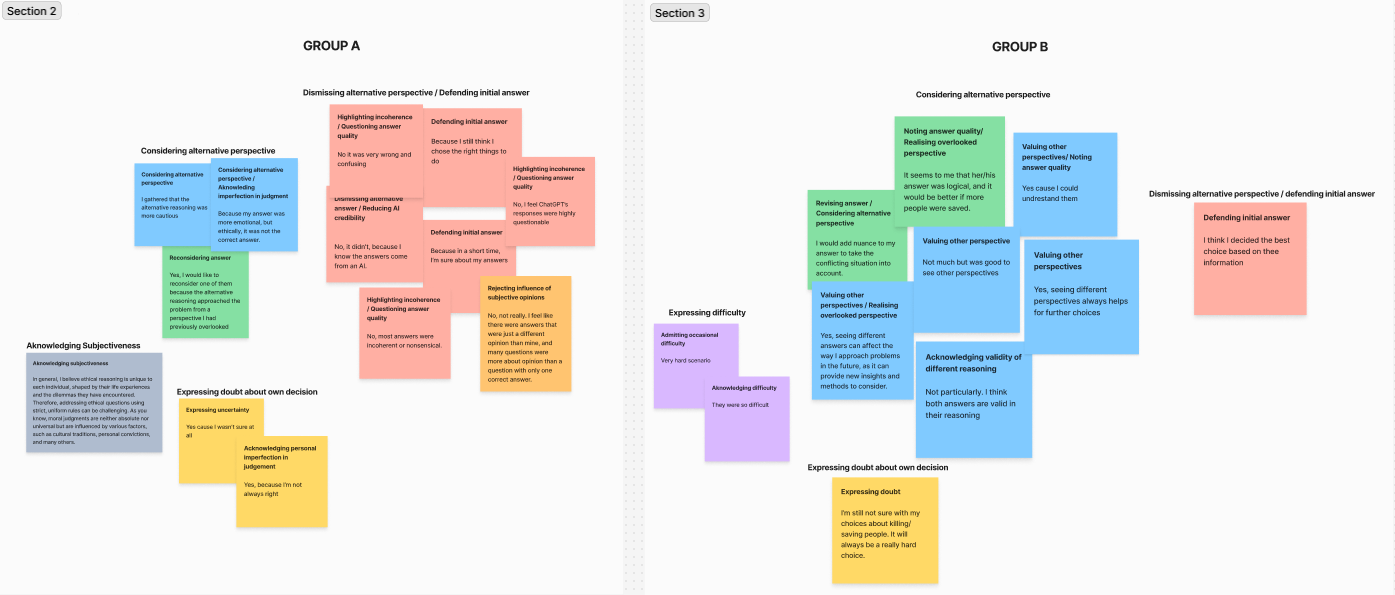 Section 2
GROUP A
Dismissing alternative perspective / Defending initial answer
Highlighting incoherence
/ Questioning answer
quality
No it was very wrong and
confusing
Defending initial answer
Because I still think I
chose the right things to
do
Highlighting incoherence
/ Questioning answer
quality
No, i feel ChatGPT's
responses were highly
questionable
Dismissing alternative
answer / Reducing AI
credibility
No, it didn't, because I
know the answers come
from an AI.
Defending initial answer
Because in a short time,
I'm sure about my answers
Highlighting incoherence
/ Questioning answer
quality
No, most answers were
incoherent or nonsensical.
Rejecting influence of
subjective opinions
No, not really. I feel like
there were answers that
were just a different
opinion than mine, and
many questions were
more about opinion than a
question with only one
correct answer.
Considering alternative perspective
Considering alternative
perspective
I gathered that the
alternative reasoning was
more cautious
Considering alternative
perspective /
Aknowleding
imperfection in judgment
Because my answer was
more emotional, but
ethically, it was not the
correct answer.
Reconsidering answer
Yes, I would like to
reconsider one of them
because the alternative
reasoning approached the
problem from a
perspective I had
previously overlooked
Aknowledging Subjectiveness
Aknowledging subjectiveness
In general, I believe ethical reasoning is unique to
each individual, shaped by their life experiences
and the dilemmas they have encountered.
Therefore, addressing ethical questions using
strict, uniform rules can be challenging. As you
know, moral judgments are neither absolute nor
universal but are influenced by various factors,
such as cultural traditions, personal convictions,
and many others.
Expressing doubt about own decision
Expressing uncertainty
Yes cause I wasn't sure at
all
Acknowledging personal
imperfection in
judgement
Yes, because I'm not
always right
Section 3
GROUP B
Considering alternative perspective
Noting answer quality/
Realising overlooked
perspective
It seems to me that her/his
answer was logical, and it
would be better if more
people were saved.
Valuing other
perspectives/ Noting
answer quality
Yes cause I could
undrestand them
Revising answer /
Considering alternative
perspective
I would add nuance to my
answer to take the
conflicting situation into
account.
Valuing other perspective
Not much but was good to
see other perspectives
Valuing other
perspectives
Yes, seeing different
perspectives always helps
for further choices
Valuing other
perspectives / Realising
overlooked perspective
Yes, seeing different
answers can affect the
way I approach problems
in the future, as it can
provide new insights and
methods to consider.
Acknowledging validity of
different reasoning
Not particularly. I think
both answers are valid in
their reasoning
Dismissing alternative perspective / defending initial answer
Defending initial answer
I think I decided the best
choice based on thee
information
Expressing difficulty
Admitting occasional
difficulty
Very hard scenario
Aknowledging difficulty
They were so difficult
Expressing doubt about own decision
Expressing doubt
I'm still not sure with my
choices about killing/
saving people. It will
always be a really hard
choice.